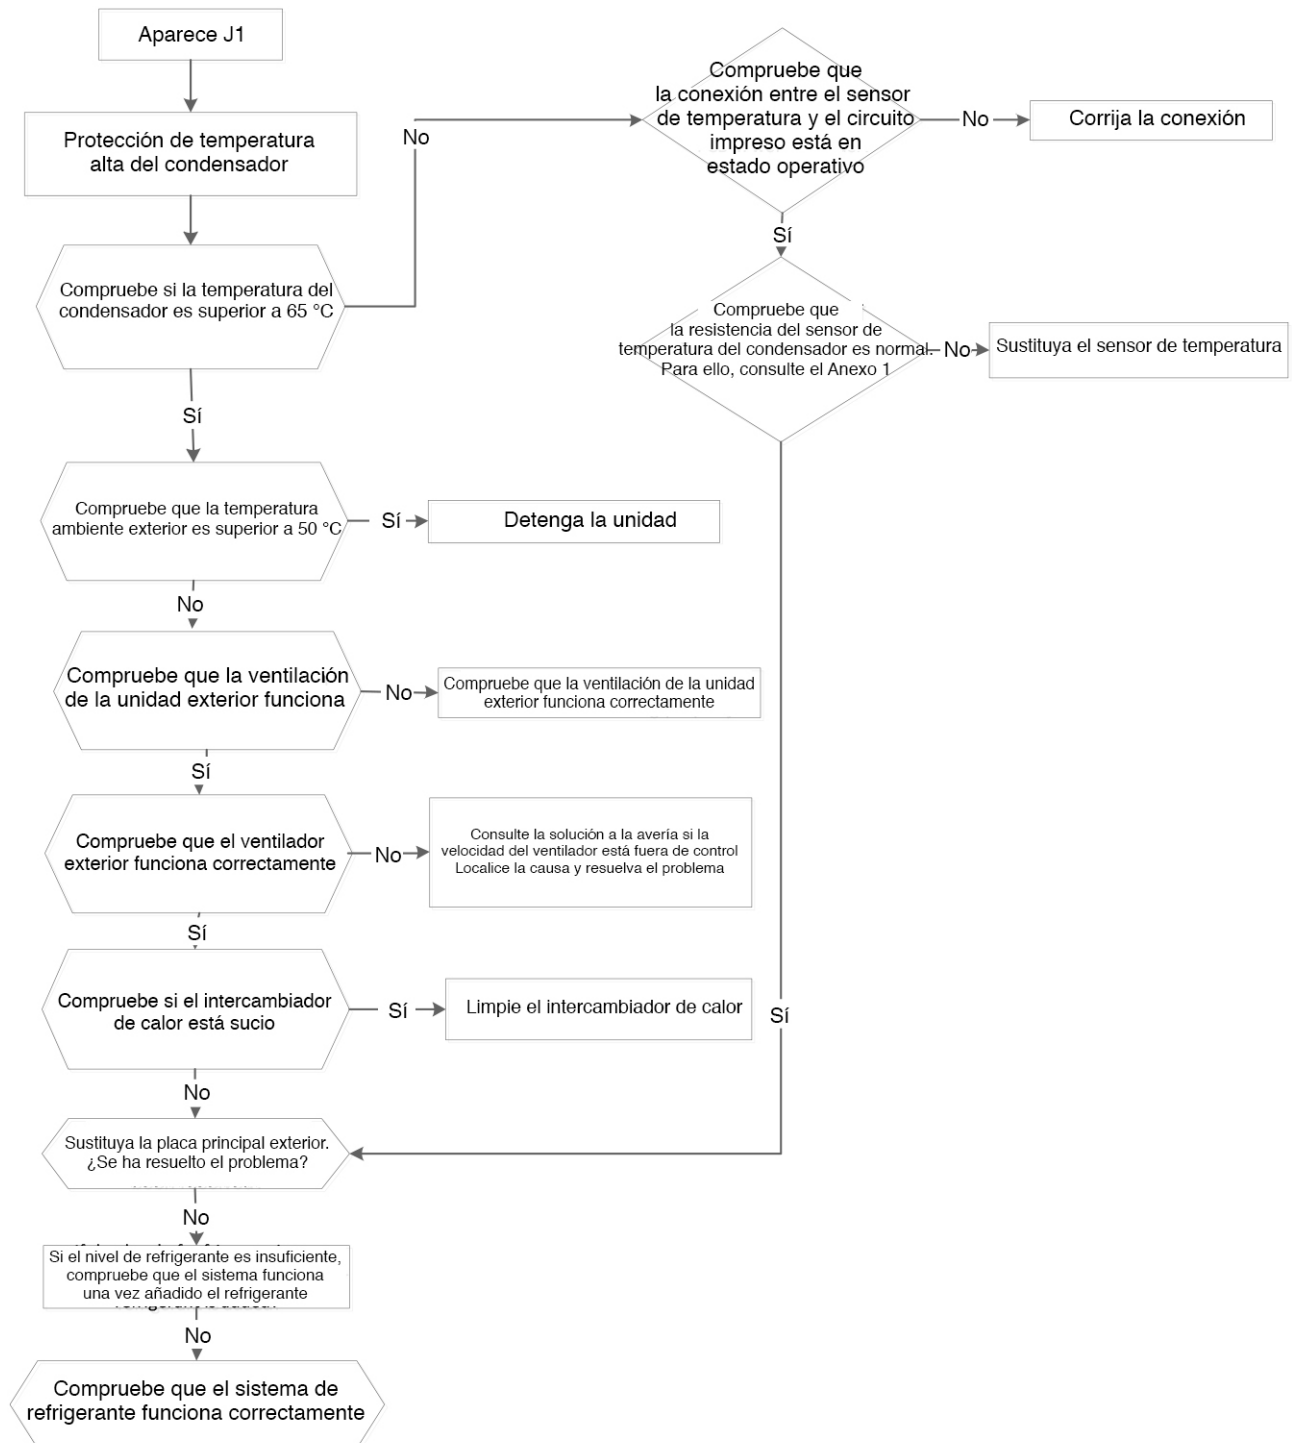 Aparece J1
Protección de temperatura
alta del condensador
Compruebe si la temperatura del
condensador es superior a 65 °C
No
Compruebe que
la conexión entre el sensor
de temperatura y el circuito
impreso está en
estado operativo
No
Corrija la conexión
Sí
Compruebe que
la resistencia del sensor de
temperatura del condensador es normal.
Para ello, consulte el Anexo 1
No
Sustituya el sensor de temperatura
Sí
Sí
Compruebe que la temperatura
ambiente exterior es superior a 50 °C
Sí
Detenga la unidad
No
Compruebe que la ventilación
de la unidad exterior funciona
No
Compruebe que la ventilación de la unidad
exterior funciona correctamente
Sí
Compruebe que el ventilador
exterior funciona correctamente
No
Consulte la solución a la avería si la
velocidad del ventilador está fuera de control
Localice la causa y resuelva el problema
Sí
Compruebe si el intercambiador
de calor está sucio
Sí
Limpie el intercambiador de calor
No
Sustituya la placa principal exterior.
¿Se ha resuelto el problema?
No
Si el nivel de refrigerante es insuficiente,
compruebe que el sistema funciona
una vez añadido el refrigerante
No
Compruebe que el sistema de
refrigerante funciona correctamente